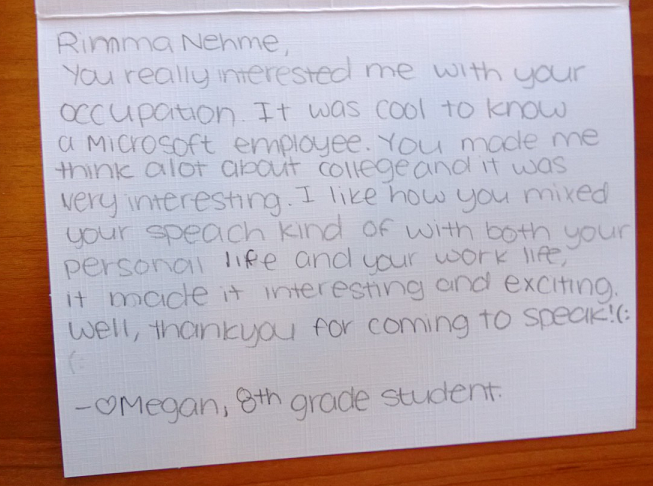 Rimma Nehme,
You really interested me with your
occupation. It was cool to know
a Microsoft employee. You made me
think alot about college and it was
very interesting. I like how you mixed
your speach kind of with both your
personal life and your work life,
it made it interesting and exciting.
Well, thankyou for coming to speak!(:
(:
-♡Megan, 8th grade student.